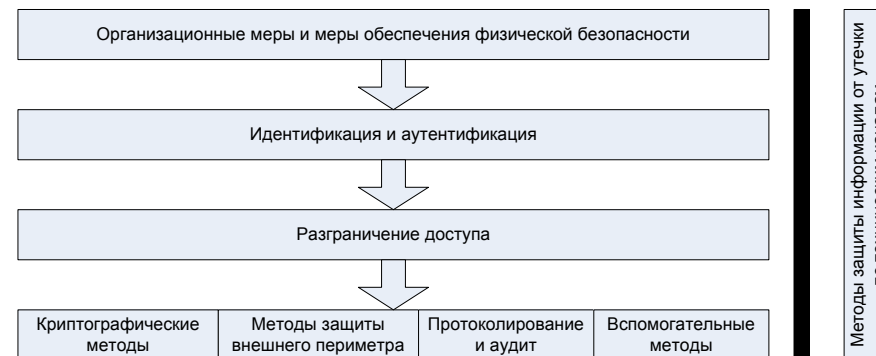 Организационные меры и меры обеспечения физической безопасности
Идентификация и аутентификация
Разграничение доступа
Криптографические
методы
Методы защиты
внешнего периметра
Протоколирование
и аудит
Вспомогательные
методы
Методы защиты информации от утечки